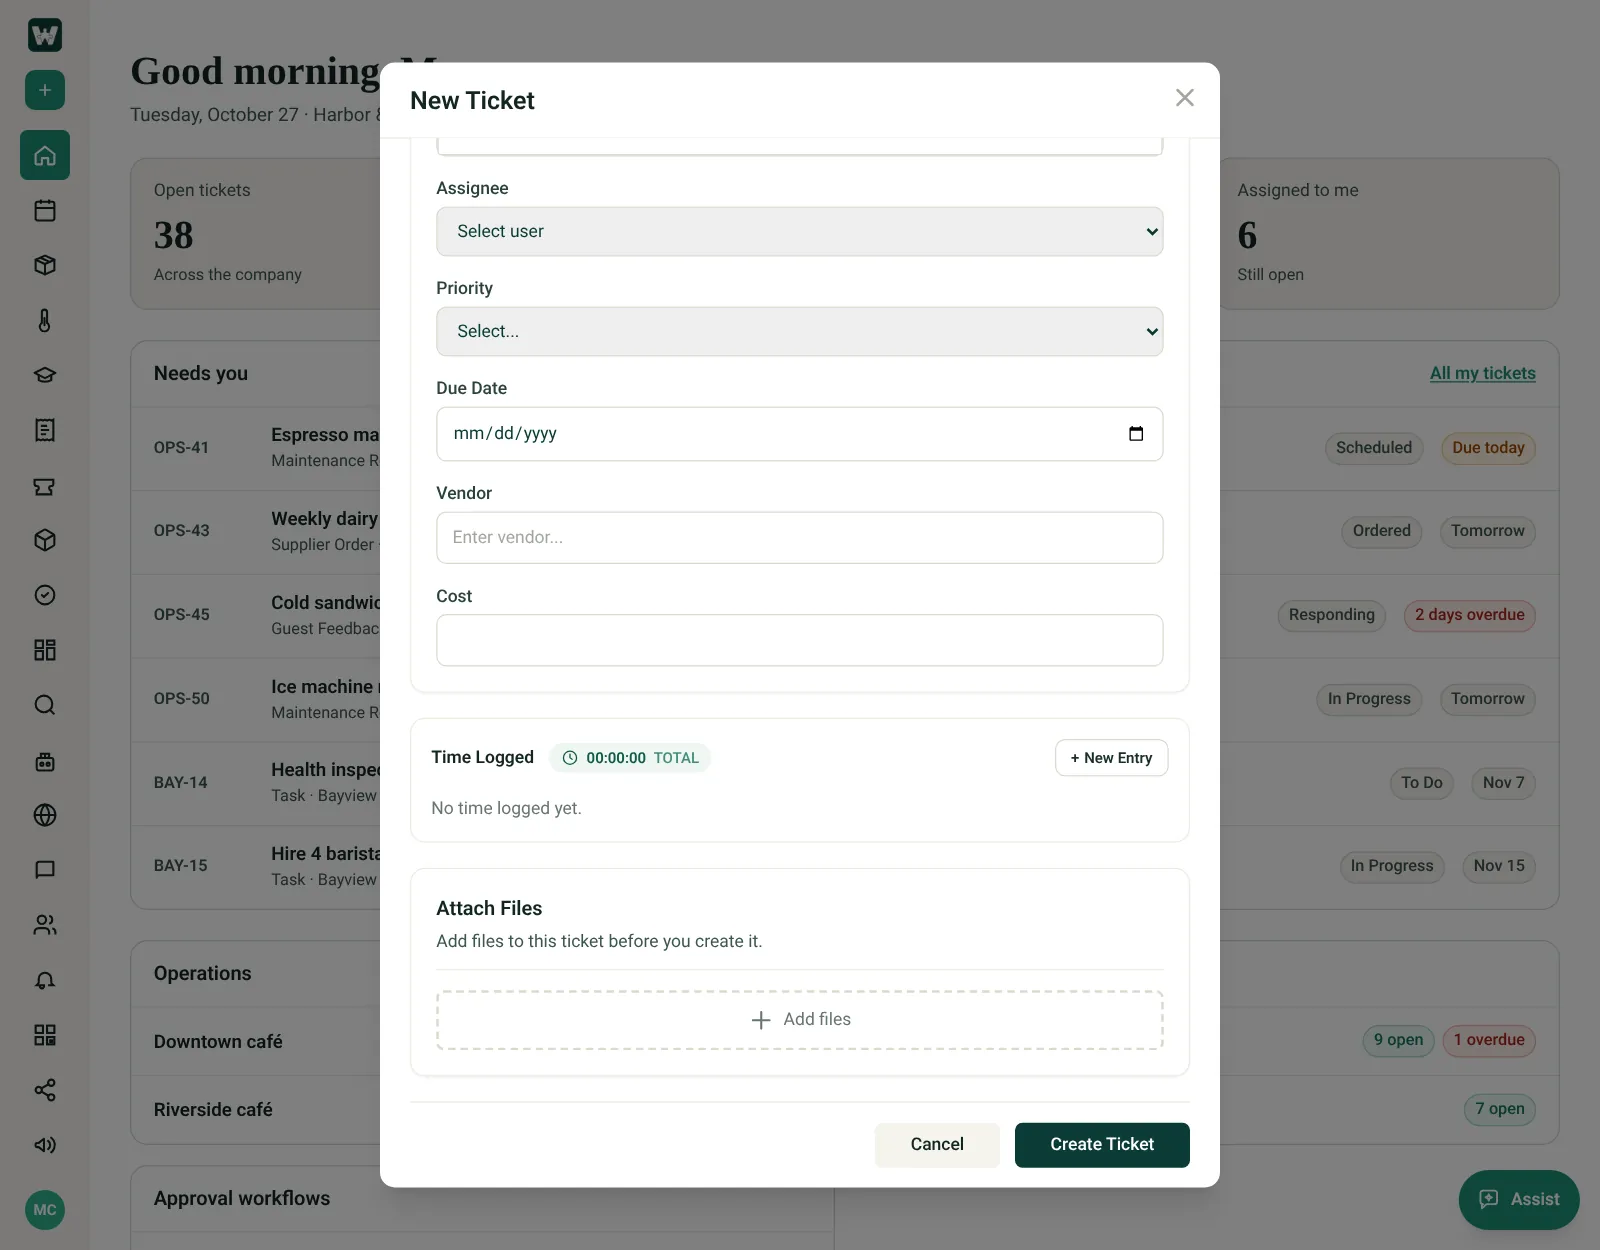 W
Good morning, M
Tuesday, October 27 · Harbor &
Open tickets
38
Across the company
Assigned to me
6
Still open
Needs you
All my tickets
OPS-41
Espresso ma
Maintenance R
Scheduled
Due today
OPS-43
Weekly dairy
Supplier Order ·
Ordered
Tomorrow
OPS-45
Cold sandwic
Guest Feedbac
Responding
2 days overdue
OPS-50
Ice machine
Maintenance R
In Progress
Tomorrow
BAY-14
Health inspec
Task · Bayview
To Do
Nov 7
BAY-15
Hire 4 barista
Task · Bayview
In Progress
Nov 15
Operations
Downtown café
9 open
1 overdue
Riverside café
7 open
Approval workflows
MC
Assist
New Ticket
Assignee
Select user
Priority
Select...
Due Date
mm/dd/yyyy
Vendor
Enter vendor...
Cost
Time Logged
00:00:00 TOTAL
+ New Entry
No time logged yet.
Attach Files
Add files to this ticket before you create it.
Add files
Cancel
Create Ticket